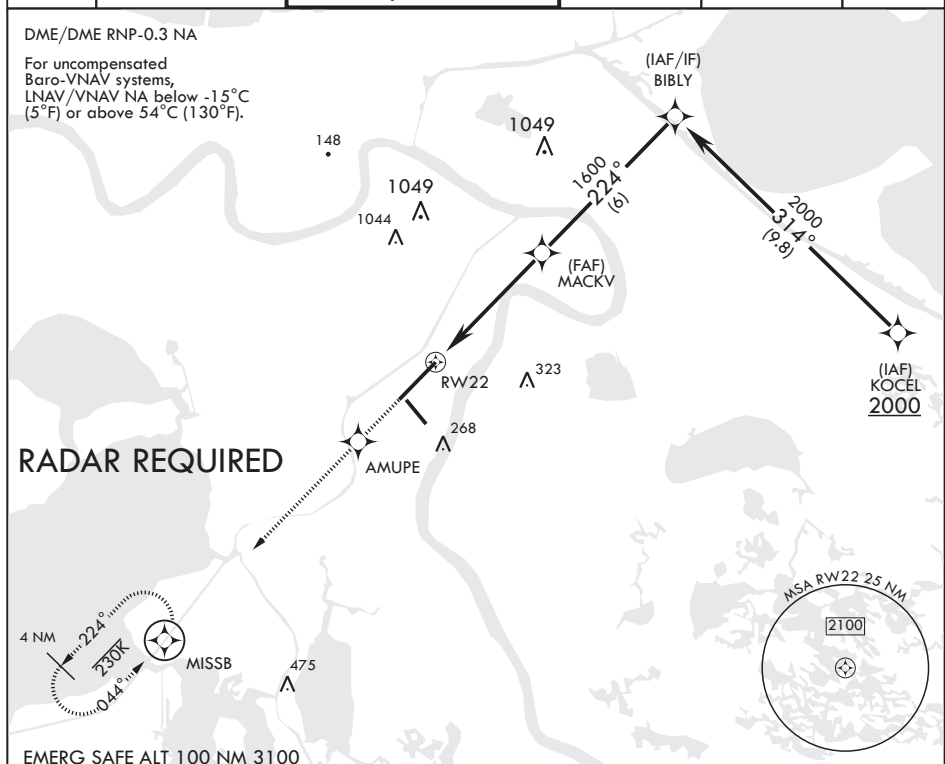 DME/DME RNP-0.3 NA
For uncompensated
Baro-VNAV systems,
LNAV/VNAV NA below -15°C
(5°F) or above 54°C (130°F).
(IAF/IF)
BIBLY
148
1049
1049
1044
1600
224°
(6)
2000
314°
(9.8)
(FAF)
MACKV
(IAF)
KOCEL
2000
RW22
323
268
AMUPE
RADAR REQUIRED
MSA RW22 25 NM
2100
4 NM
224°
230K
044°
MISSB
475
EMERG SAFE ALT 100 NM 3100